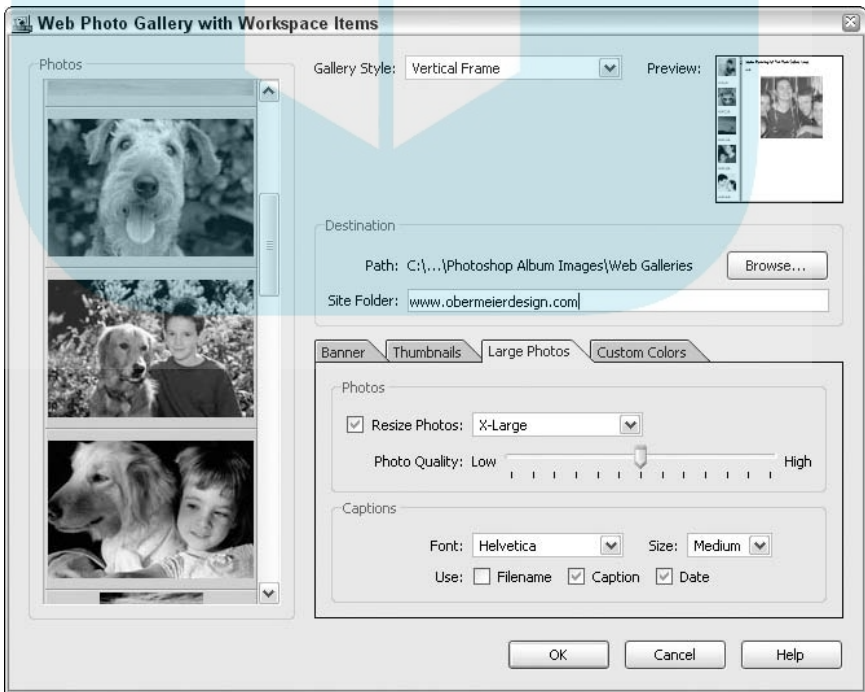 Web Photo Gallery with Workspace Items
Photos
Gallery Style: Vertical Frame
Preview:
Destination
Path: C:\...\Photoshop Album Images\Web Galleries
Browse...
Site Folder: www.obermeierdesign.com
Banner
Thumbnails
Large Photos
Custom Colors
Photos
Resize Photos: X-Large
Photo Quality: Low
High
Captions
Font: Helvetica
Size: Medium
Use: Filename Caption Date
OK
Cancel
Help